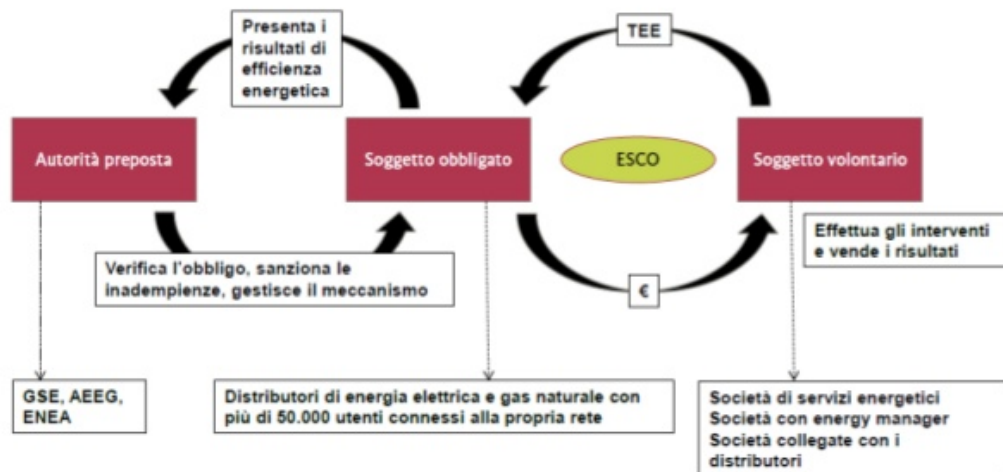 Presenta i
risultati di
efficienza
energetica
TEE
Autorità preposta
Soggetto obbligato
ESCO
Soggetto volontario
Effettua gli interventi
e vende i risultati
Verifica l'obbligo, sanziona le
inadempienze, gestisce il meccanismo
€
GSE, AEEG,
ENEA
Distributori di energia elettrica e gas naturale con
più di 50.000 utenti connessi alla propria rete
Società di servizi energetici
Società con energy manager
Società collegate con i
distributori